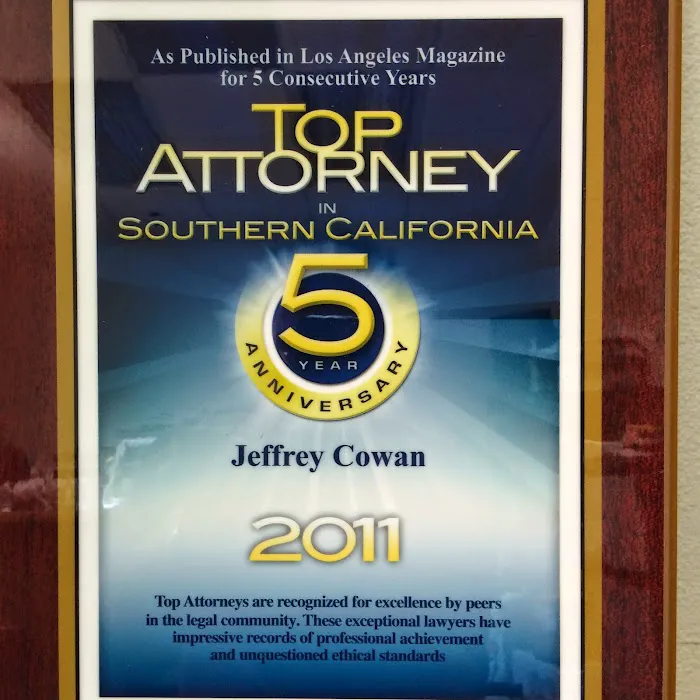 As Published in Los Angeles Magazine
for 5 Consecutive Years
TOP
ATTORNEY
IN
SOUTHERN CALIFORNIA
5
YEAR
ANNIVERSARY
Jeffrey Cowan
2011
Top Attorneys are recognized for excellence by peers
in the legal community. These exceptional lawyers have
impressive records of professional achievement
and unquestioned ethical standards